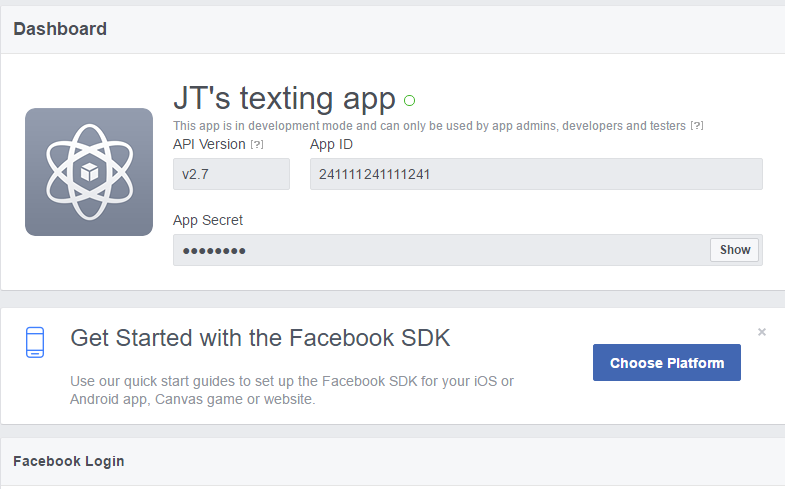 Dashboard
JT's texting app
This app is in development mode and can only be used by app admins, developers and testers [?]
API Version [?]
App ID
v2.7
241111241111241
App Secret
●●●●●●●●
Show
Get Started with the Facebook SDK
×
Use our quick start guides to set up the Facebook SDK for your iOS or
Android app, Canvas game or website.
Choose Platform
Facebook Login